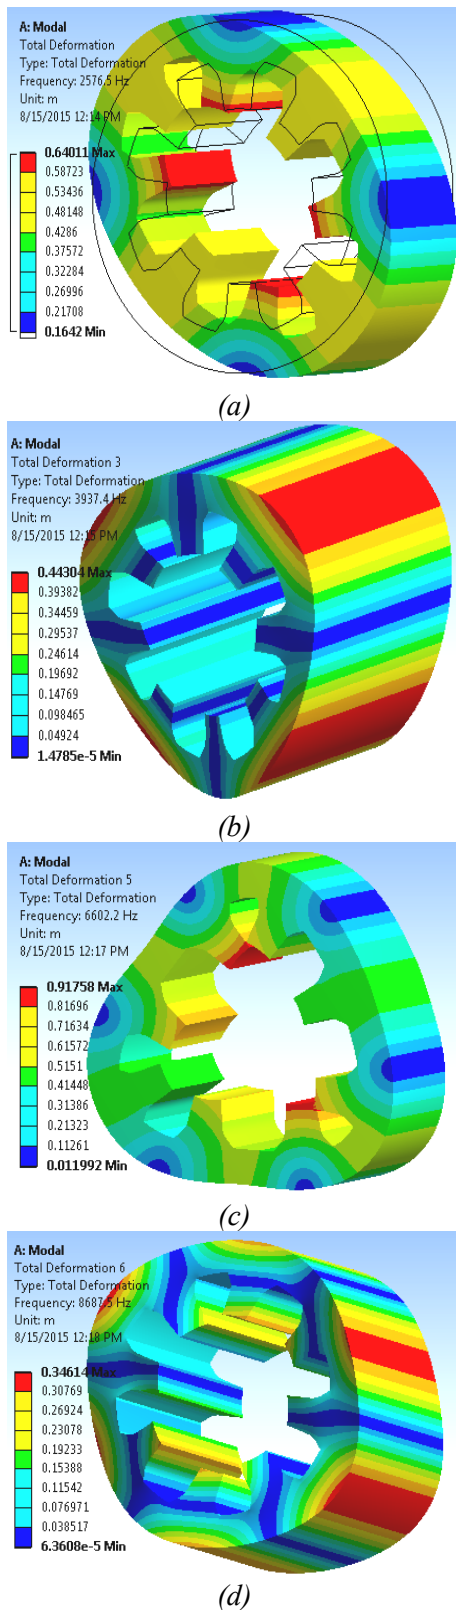 A: Modal
Total Deformation
Type: Total Deformation
Frequency: 2576.5 Hz
Unit: m
8/15/2015 12:14 PM
0.64011 Max
0.58723
0.53436
0.48148
0.4286
0.37572
0.32284
0.26996
0.21708
0.1642 Min
(a)
A: Modal
Total Deformation 3
Type: Total Deformation
Frequency: 3937.4 Hz
Unit: m
8/15/2015 12:15 PM
0.44304 Max
0.39382
0.34459
0.29537
0.24614
0.19692
0.14769
0.098465
0.04924
1.4785e-5 Min
(b)
A: Modal
Total Deformation 5
Type: Total Deformation
Frequency: 6602.2 Hz
Unit: m
8/15/2015 12:17 PM
0.91758 Max
0.81696
0.71634
0.61572
0.5151
0.41448
0.31386
0.21323
0.11261
0.011992 Min
(c)
A: Modal
Total Deformation 6
Type: Total Deformation
Frequency: 8687.5 Hz
Unit: m
8/15/2015 12:18 PM
0.34614 Max
0.30769
0.26924
0.23078
0.19233
0.15388
0.11542
0.076971
0.038517
6.3608e-5 Min
(d)